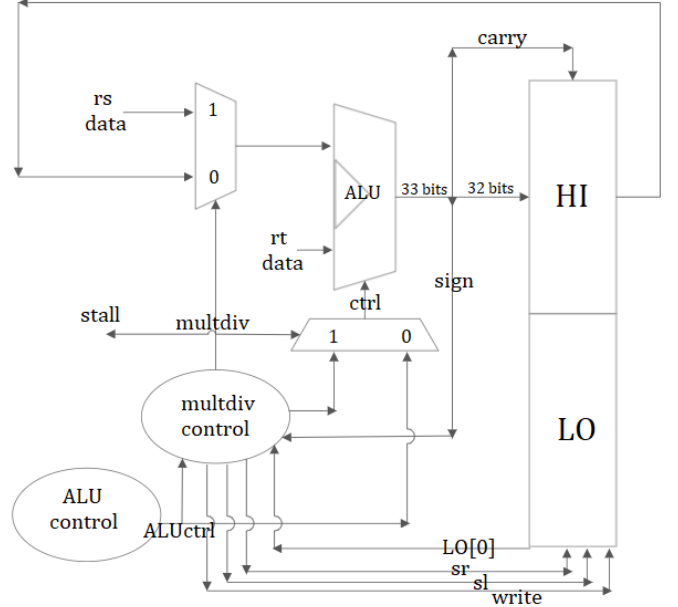 carry
rs
data
1
0
ALU
33 bits
32 bits
HI
rt
data
sign
ctrl
stall
multdiv
1
0
multdiv
control
LO
ALU
control
ALUctrl
LO[0]
sr
sl
write